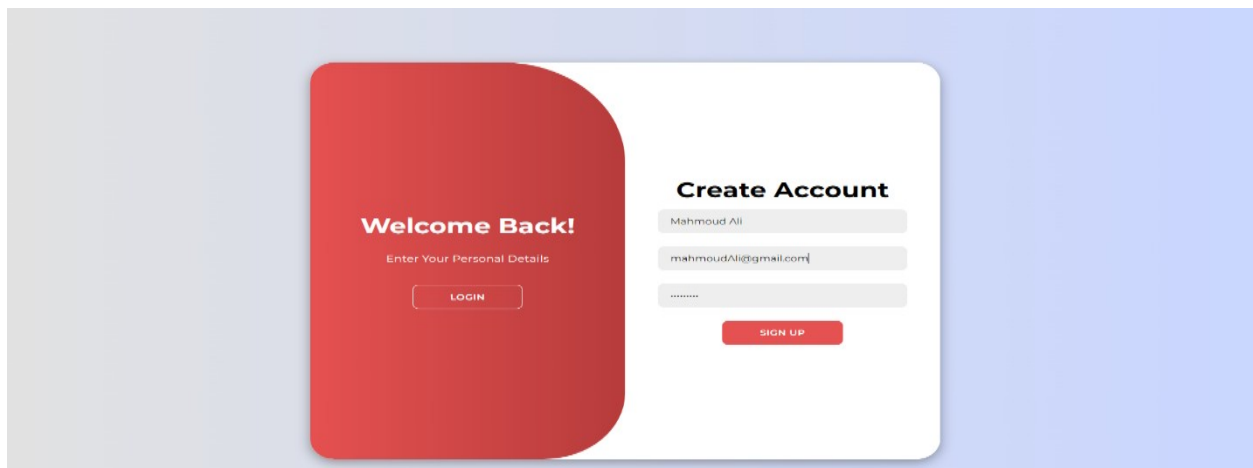 Welcome Back!
Enter Your Personal Details
LOGIN
Create Account
Mahmoud Ali
mahmoudAli@gmail.com
•••••••••
SIGN UP